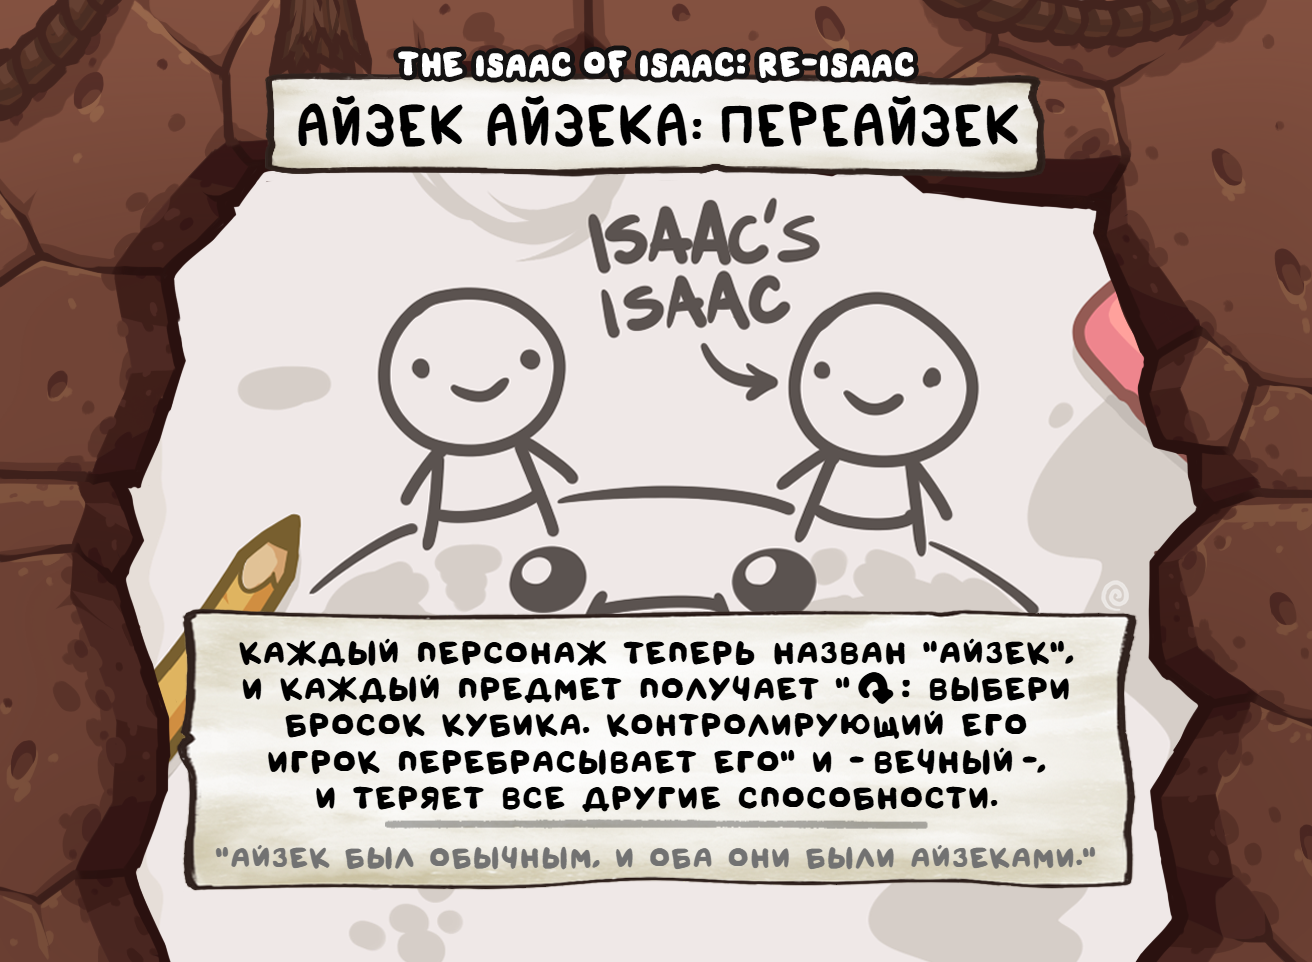 THE ISAAC OF ISAAC: RE-ISAAC
АЙЗЕК АЙЗЕКА: ПЕРЕАЙЗЕК
ISAAC'S
ISAAC
КАЖДЫЙ ПЕРСОНАЖ ТЕПЕРЬ НАЗВАН "АЙЗЕК",
И КАЖДЫЙ ПРЕДМЕТ ПОЛУЧАЕТ "⤵: ВЫБЕРИ
БРОСОК КУБИКА. КОНТРОЛИРУЮЩИЙ ЕГО
ИГРОК ПЕРЕБРАСЫВАЕТ ЕГО" И -ВЕЧНЫЙ-,
И ТЕРЯЕТ ВСЕ ДРУГИЕ СПОСОБНОСТИ.
"АЙЗЕК БЫЛ ОБЫЧНЫМ, И ОБА ОНИ БЫЛИ АЙЗЕКАМИ."